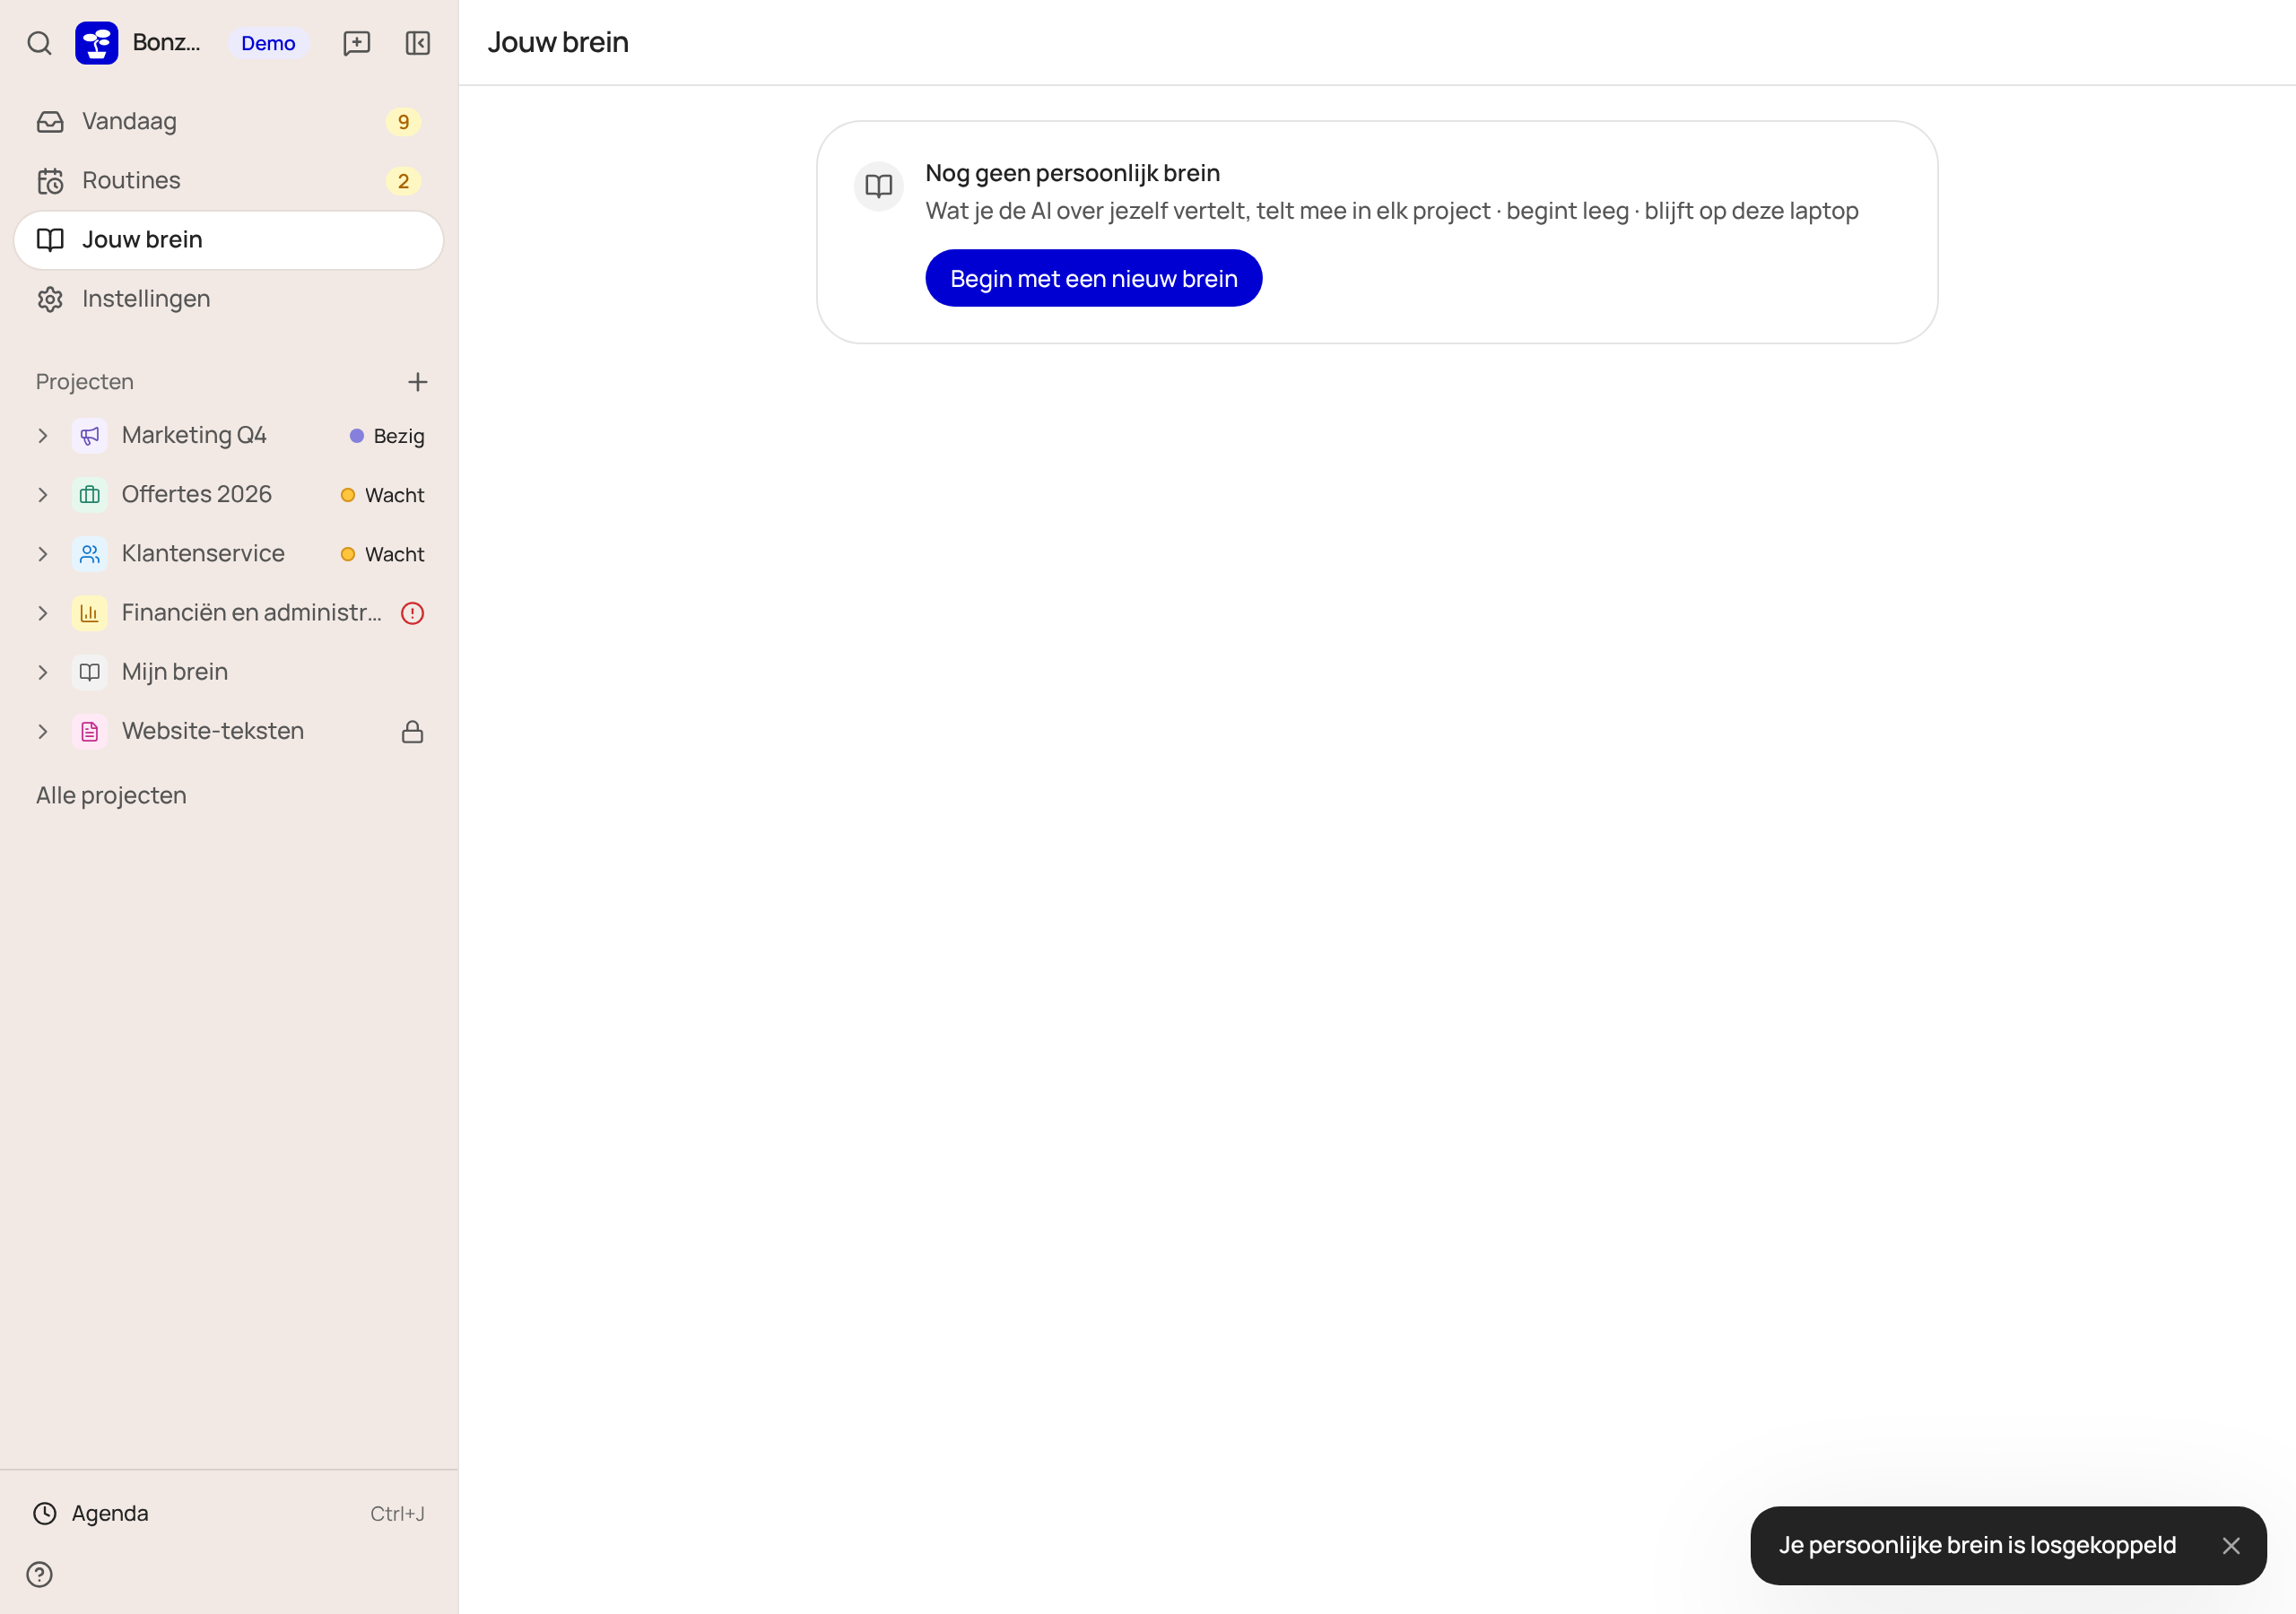 Bonz...
Demo
Vandaag
9
Routines
2
Jouw brein
Instellingen
Projecten
Marketing Q4
Bezig
Offertes 2026
Wacht
Klantenservice
Wacht
Financiën en administr...
Mijn brein
Website-teksten
Alle projecten
Agenda
Ctrl+J
Jouw brein
Nog geen persoonlijk brein
Wat je de AI over jezelf vertelt, telt mee in elk project · begint leeg · blijft op deze laptop
Begin met een nieuw brein
Je persoonlijke brein is losgekoppeld